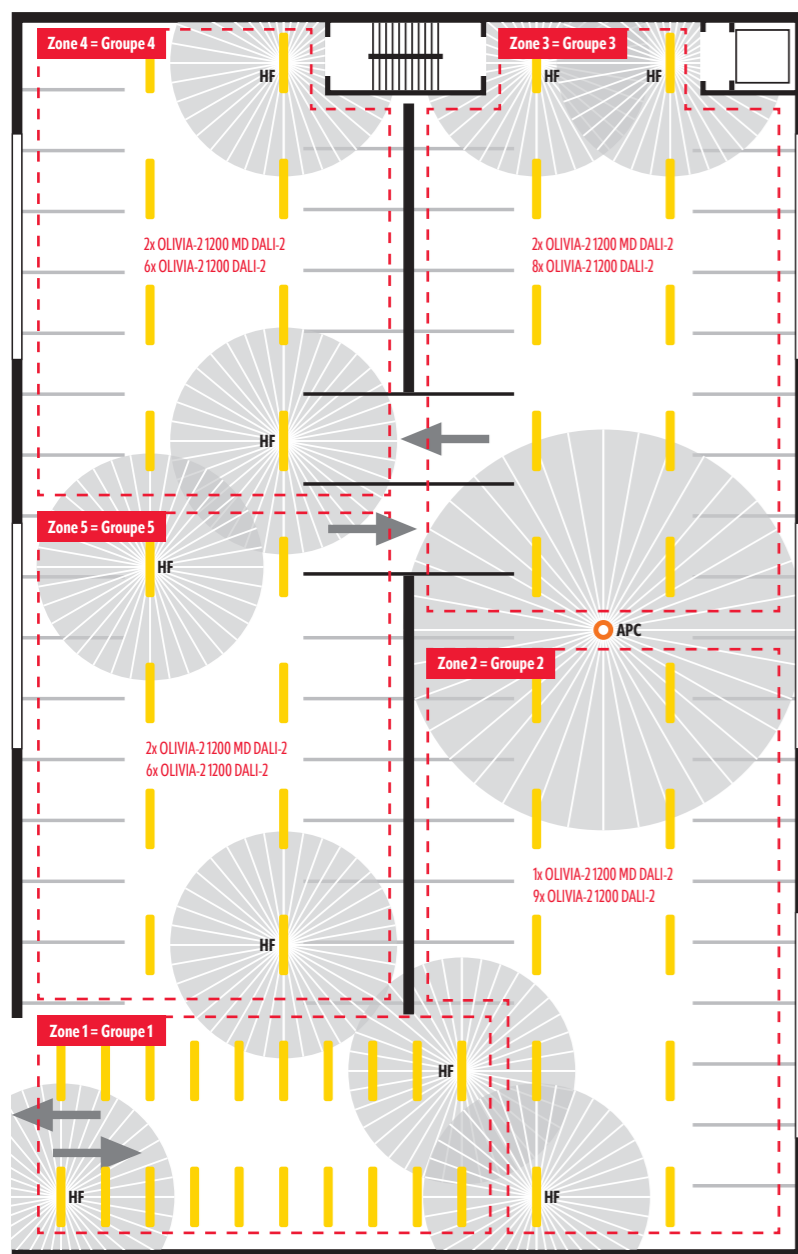 Zone 4 = Groupe 4
HF
Zone 3 = Groupe 3
HF
HF
2x OLIVIA-2 1200 MD DALI-2
6x OLIVIA-2 1200 DALI-2
2x OLIVIA-2 1200 MD DALI-2
8x OLIVIA-2 1200 DALI-2
HF
Zone 5 = Groupe 5
HF
APC
Zone 2 = Groupe 2
2x OLIVIA-2 1200 MD DALI-2
6x OLIVIA-2 1200 DALI-2
1x OLIVIA-2 1200 MD DALI-2
9x OLIVIA-2 1200 DALI-2
HF
Zone 1 = Groupe 1
HF
HF
HF